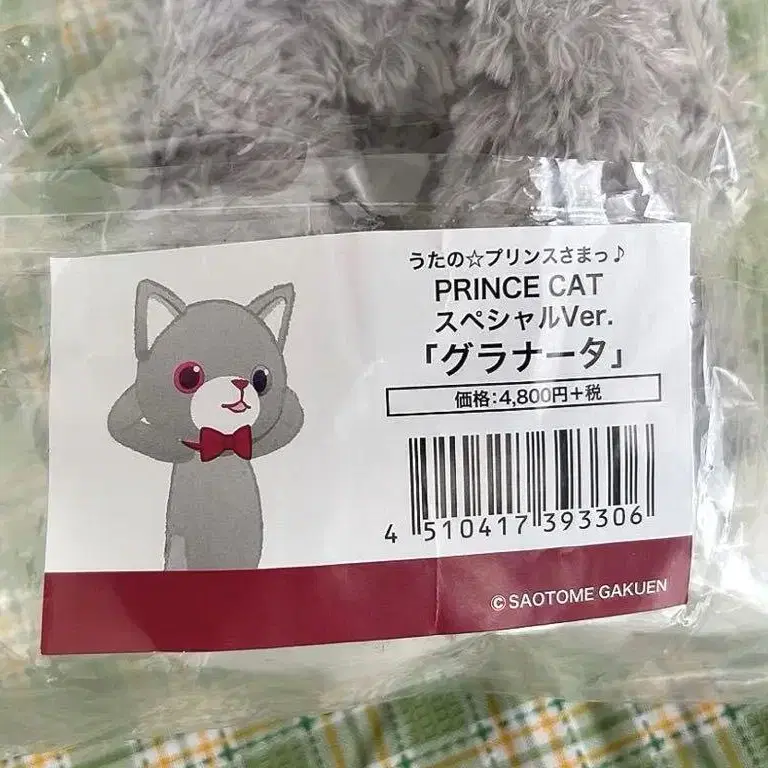 うたの☆プリンスさまっ♪
PRINCE CAT
スペシャルVer.
「グラナータ」
価格:4,800円+税
4 510417 393306
©SAOTOME GAKUEN